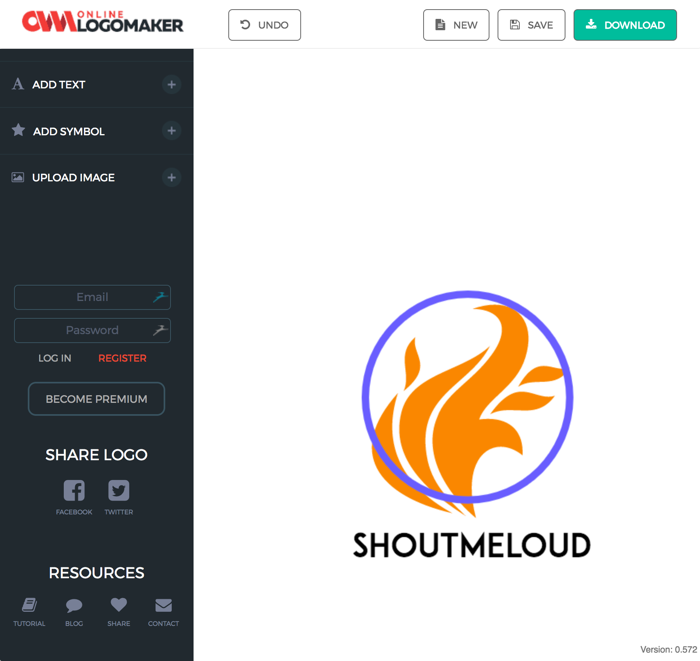 ONLINE
LOGOMAKER
UNDO
NEW
SAVE
DOWNLOAD
ADD TEXT
ADD SYMBOL
UPLOAD IMAGE
Email
Password
LOG IN
REGISTER
BECOME PREMIUM
SHARE LOGO
FACEBOOK
TWITTER
RESOURCES
TUTORIAL
BLOG
SHARE
CONTACT
SHOUTMELOUD
Version: 0.572